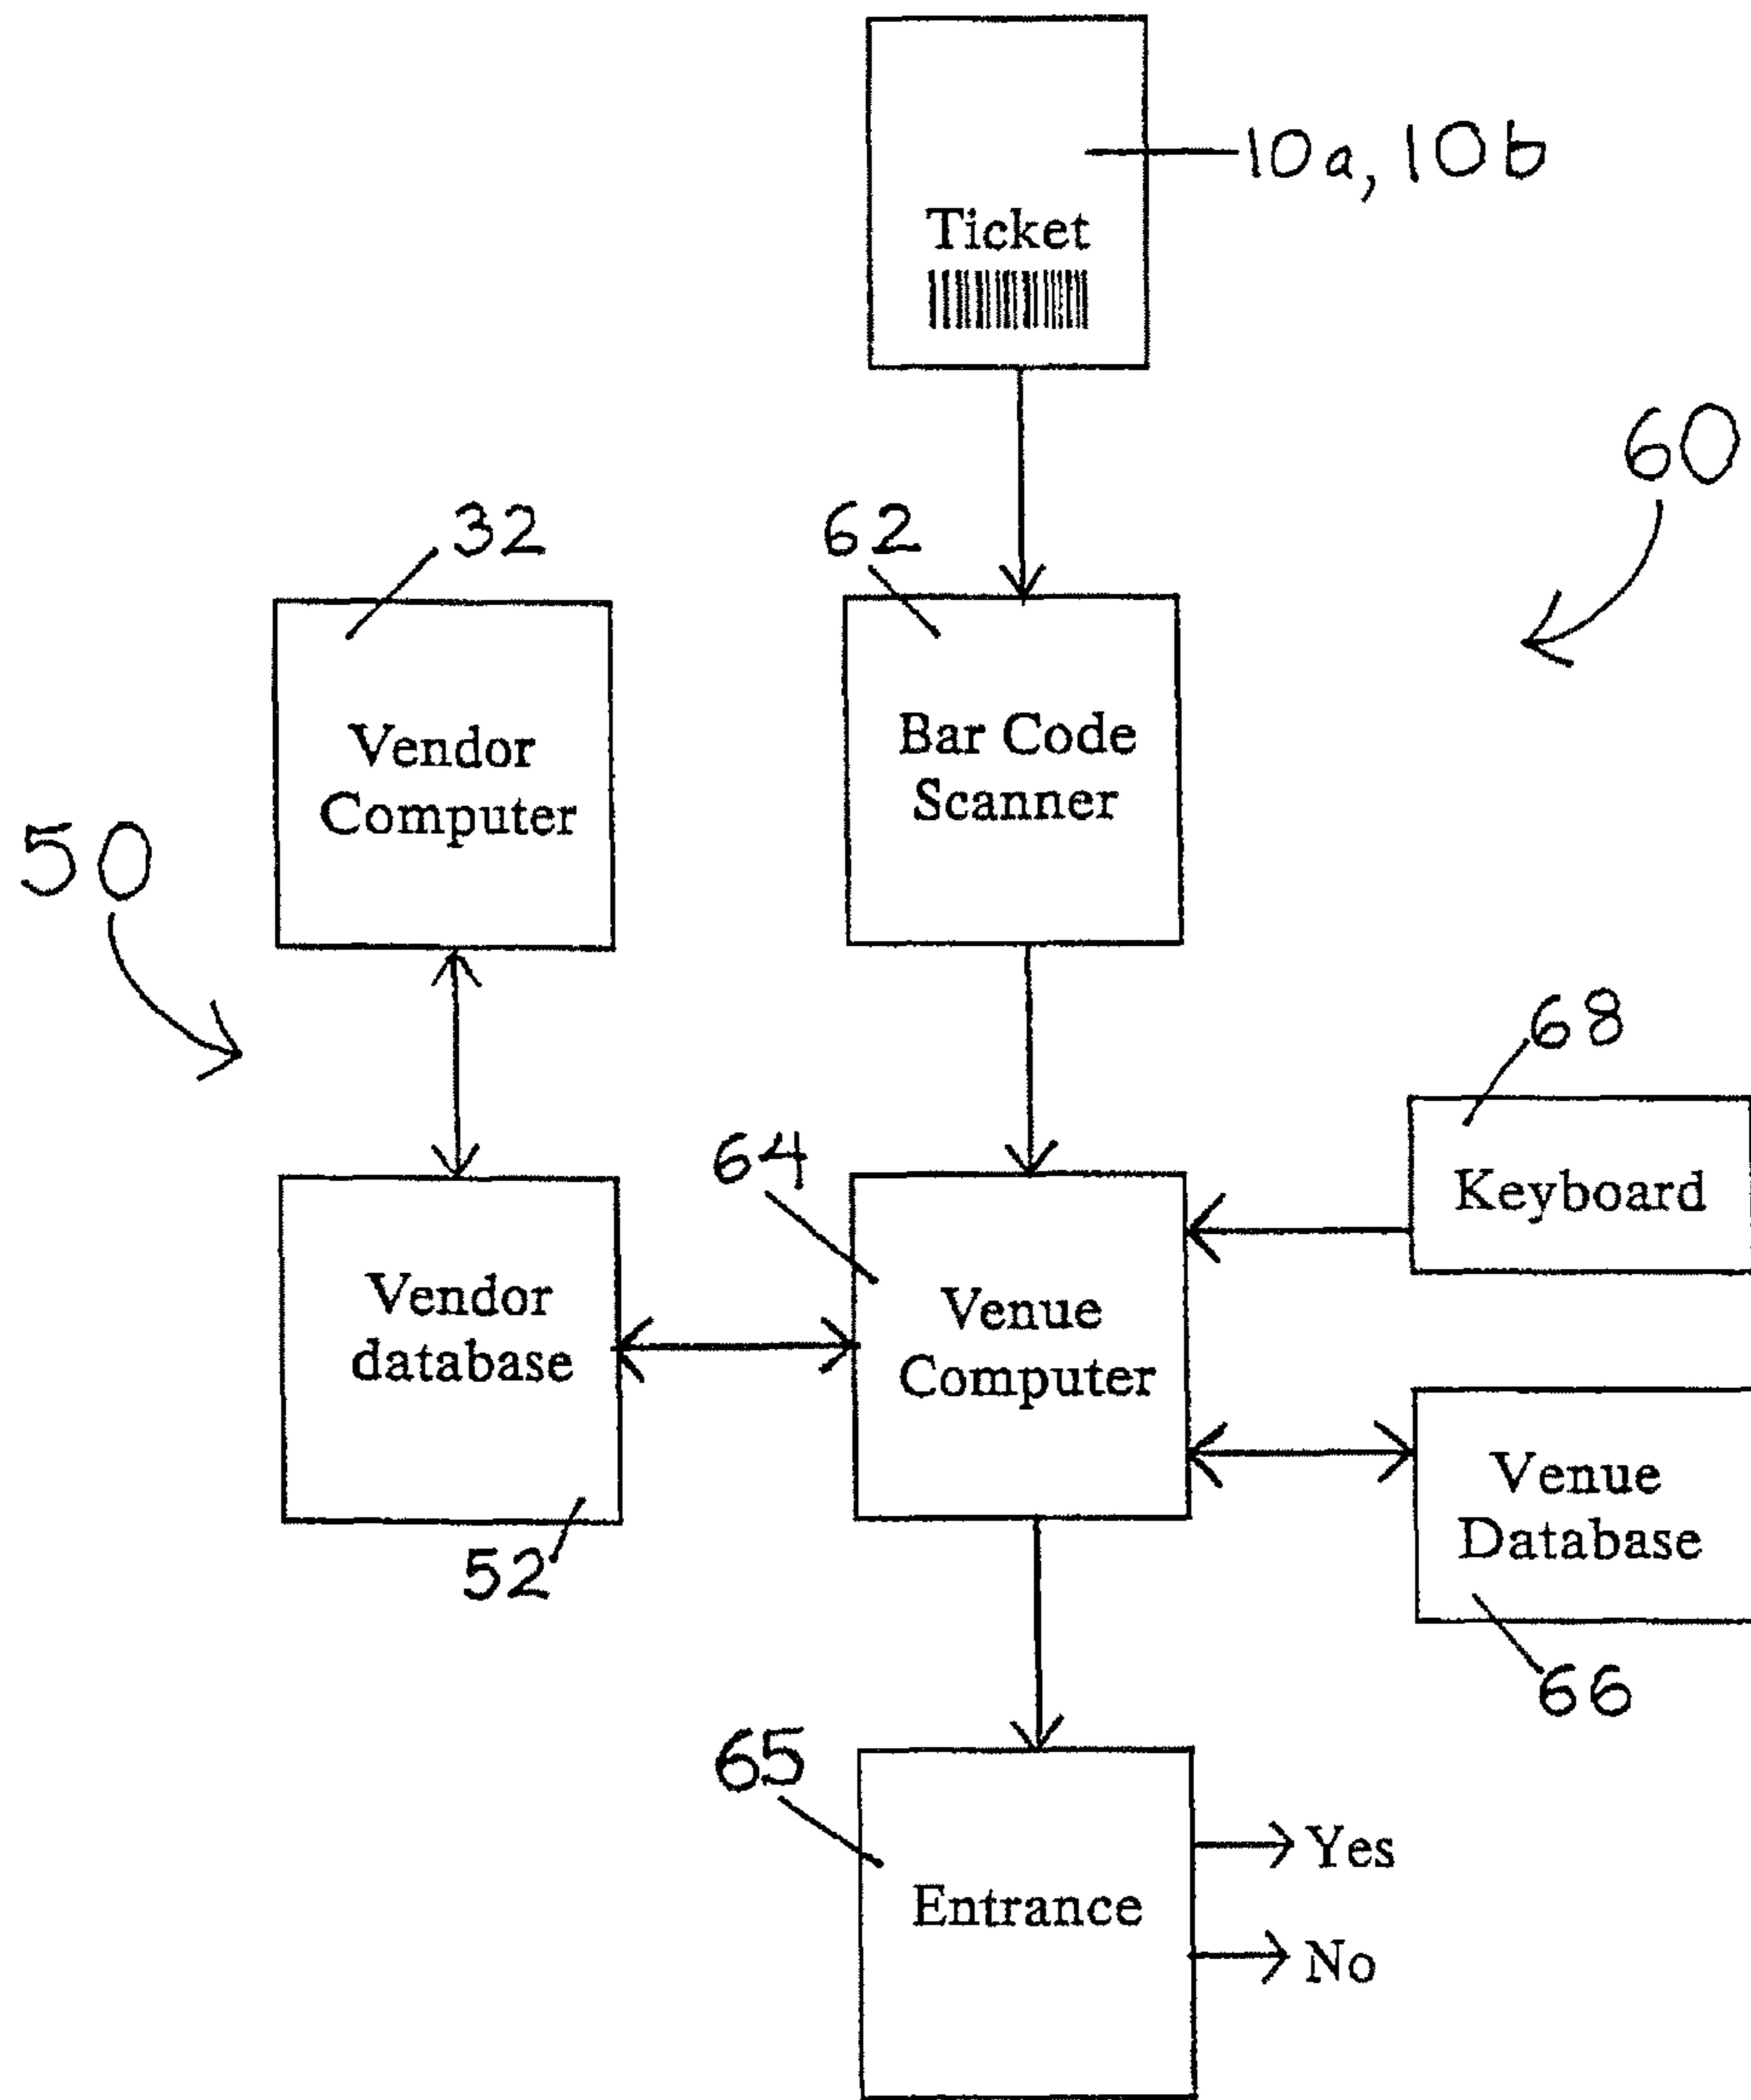 10a, 10b
Ticket
60
32
62
Vendor
Computer
Bar Code
Scanner
50
68
Keyboard
64
Vendor
database
Venue
Computer
52
Venue
Database
66
65
Entrance
Yes
No